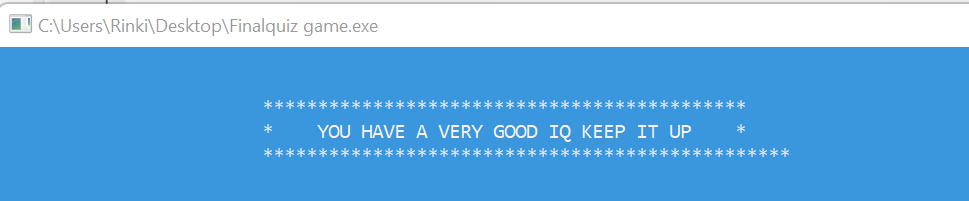 C:\Users\Rinki\Desktop\Finalquiz game.exe
********************************************
*    YOU HAVE A VERY GOOD IQ KEEP IT UP    *
************************************************